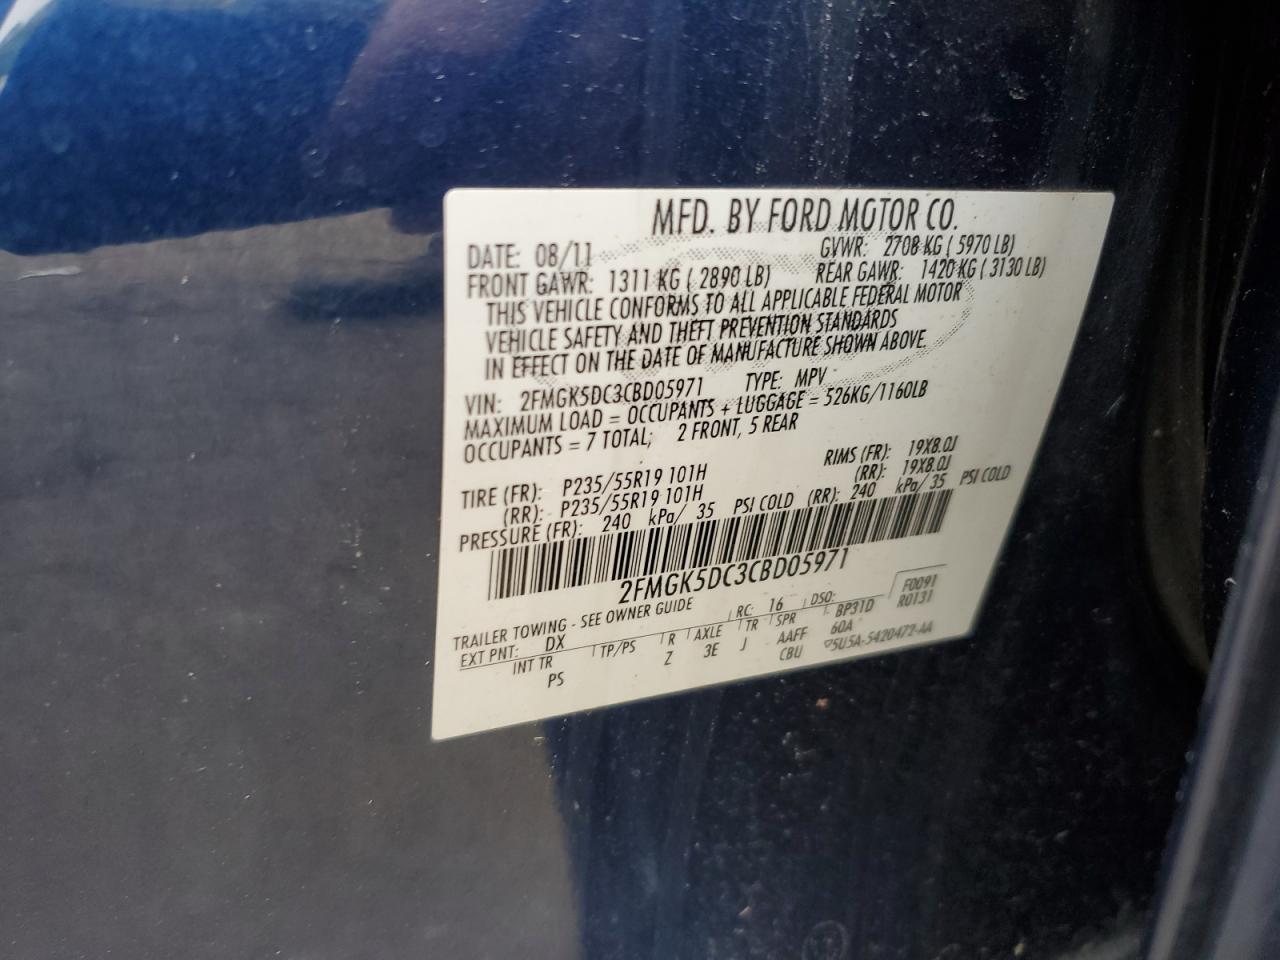 MFD. BY FORD MOTOR CO.
DATE: 08/11 GVWR: 2708 KG ( 5970 LB)
FRONT GAWR: 1311 KG ( 2890 LB) REAR GAWR: 1420 KG ( 3130 LB)
THIS VEHICLE CONFORMS TO ALL APPLICABLE FEDERAL MOTOR
VEHICLE SAFETY AND THEFT PREVENTION STANDARDS
IN EFFECT ON THE DATE OF MANUFACTURE SHOWN ABOVE.
VIN: 2FMGK5DC3CBD05971 TYPE: MPV
MAXIMUM LOAD = OCCUPANTS + LUGGAGE = 526KG/1160LB
OCCUPANTS = 7 TOTAL; 2 FRONT, 5 REAR
TIRE (FR): P235/55R19 101H RIMS (FR): 19X8.0J
(RR): P235/55R19 101H (RR): 19X8.0J
PRESSURE (FR): 240 kPa/ 35 PSI COLD (RR): 240 kPa/ 35 PSI COLD
2FMGK5DC3CBD05971
F0091
R0131
TRAILER TOWING - SEE OWNER GUIDE
EXT PNT: DX RC: 16 DSO:
INT TR TP/PS R AXLE TR SPR BP31D
PS Z 3E J AAFF 60A
CBU 5U5A-5420472-AA